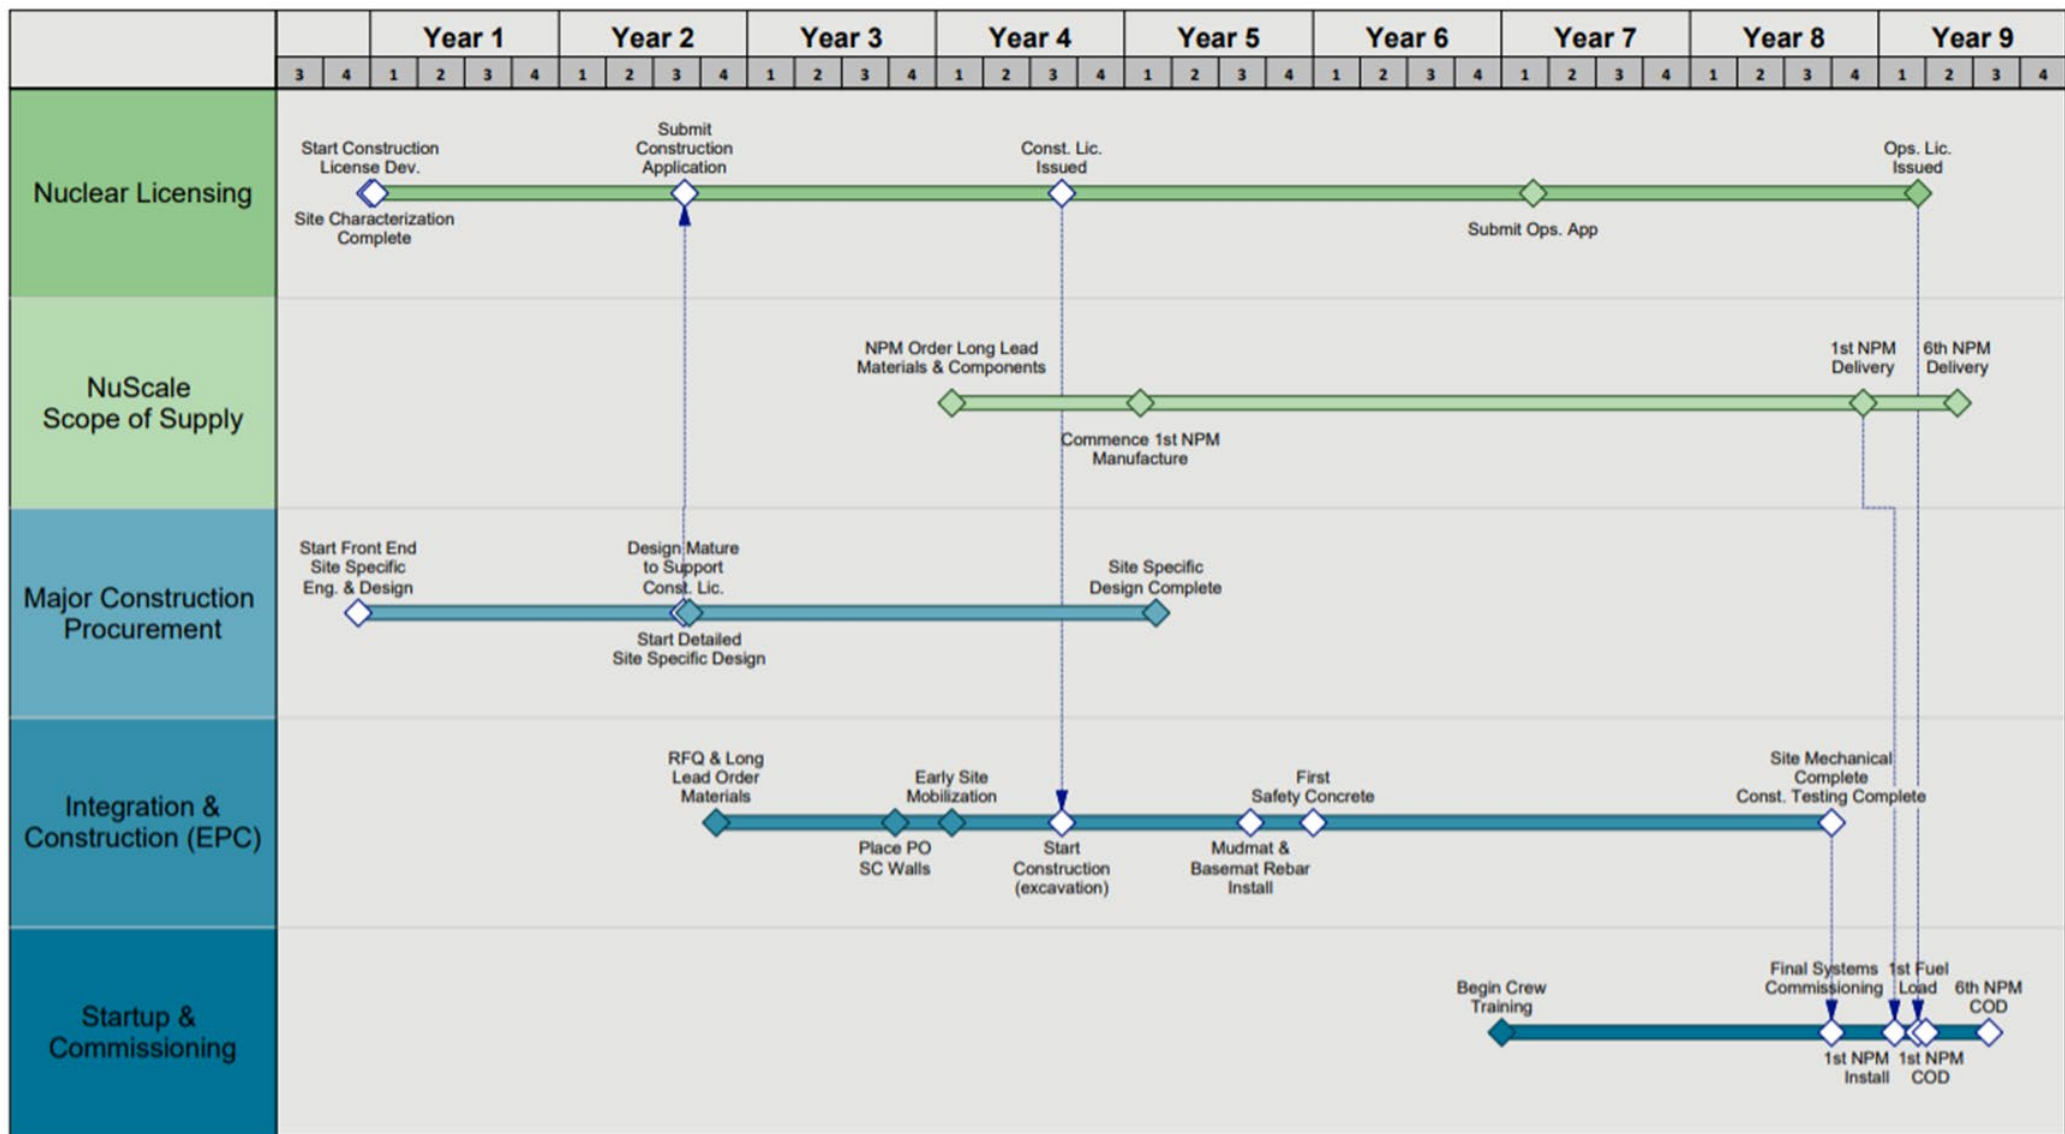 Year 1 Year 2 Year 3 Year 4 Year 5 Year 6 Year 7 Year 8 Year 9
3 4 1 2 3 4 1 2 3 4 1 2 3 4 1 2 3 4 1 2 3 4 1 2 3 4 1 2 3 4 1 2 3 4 1 2 3 4
Nuclear Licensing
Start Construction
License Dev.
Site Characterization
Complete
Submit
Construction
Application
Const. Lic.
Issued
Submit Ops. App
Ops. Lic.
Issued
NuScale
Scope of Supply
NPM Order Long Lead
Materials & Components
Commence 1st NPM
Manufacture
1st NPM
Delivery
6th NPM
Delivery
Major Construction
Procurement
Start Front End
Site Specific
Eng. & Design
Design Mature
to Support
Const. Lic.
Start Detailed
Site Specific Design
Site Specific
Design Complete
Integration &
Construction (EPC)
RFQ & Long
Lead Order
Materials
Place PO
SC Walls
Early Site
Mobilization
Start
Construction
(excavation)
Mudmat &
Basemat Rebar
Install
First
Safety Concrete
Site Mechanical
Complete
Const. Testing Complete
Startup &
Commissioning
Begin Crew
Training
Final Systems
Commissioning
1st NPM
Install
1st Fuel
Load
1st NPM
COD
6th NPM
COD